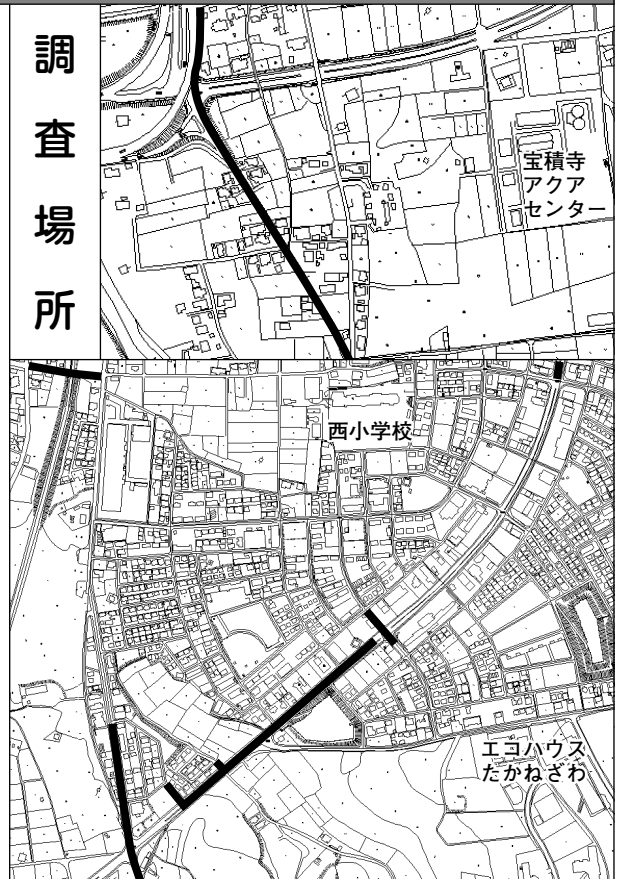 調査場所
宝積寺
アクア
センター
西小学校
エコハウス
たかねざわ